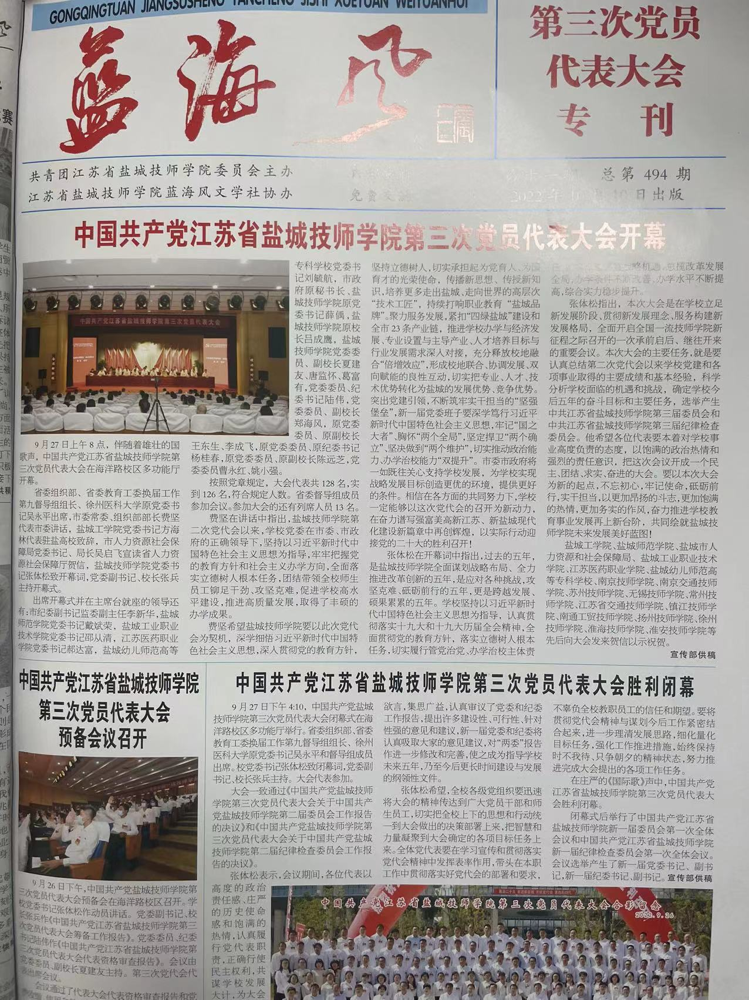 GONGQINGTUAN JIANGSUSHENG YANCHENG JISHI XUEYUAN WEIYUANHUI
蓝海风
第三次党员
代表大会
专 刊
共青团江苏省盐城技师学院委员会主办
江苏省盐城技师学院蓝海风文学社协办
免费
总第 494 期
2022年
10日出版
中国共产党江苏省盐城技师学院第三次党员代表大会开幕
中国共产党江苏省盐城技师学院第三次党员代表大会
9月27日上午8点，伴随着雄壮的国
歌声，中国共产党江苏省盐城技师学院第
三次党员代表大会在海洋路校区多功能厅
开幕。
省委组织部、省委教育工委换届工作
第九督导组组长、徐州医科大学原党委书
记吴永平出席，市委常委、组织部部长费坚
代表市委讲话，盐城工学院党委书记方海
林代表驻盐高校致辞，市人力资源社会保
障局党委书记、局长吴启飞宣读省人力资
源社会保障厅贺信，盐城技师学院党委书
记张体松致开幕词，党委副书记、校长张兵
主持开幕式。
出席开幕式并在主席台就座的领导还
有：市纪委副书记监委副主任李新华，盐城
师范学院党委书记戴斌荣，盐城工业职业
技术学院党委书记邵从清，江苏医药职业
学院党委书记郝达富，盐城幼儿师范高等
专科学校党委书
记刘毓航，市政
府原秘书长、盐
城技师学院原党
委书记薛偶，盐
城技师学院原校
长吕成鹰，盐城
技师学院党委委
员、副校长夏建
友、唐监怀、葛富
有，党委委员、纪
委书记陆伟，党
委委员、副校长
郑海风，原党委
委员、原副校长
王东生、李成飞，原党委委员、原纪委书记
杨桂春，原党委委员、原副校长陈远芝，党
委委员曹永红、姚小强。
按照党章规定，大会代表共128名，实
到126名，符合规定人数。省委督导组成员
参加会议。参加大会的还有列席人员13名。
费坚在讲话中指出，盐城技师学院第
二次党代会以来，学校党委在市委、市政
府的正确领导下，坚持以习近平新时代中
国特色社会主义思想为指导，牢牢把握党
的教育方针和社会主义办学方向，全面落
实立德树人根本任务，团结带领全校师生
员工铆足干劲、攻坚克难，促进学校高水
平建设，推进高质量发展，取得了丰硕的
办学成果。
费坚希望盐城技师学院要以此次党代
会为契机，深学细悟习近平新时代中国特
色社会主义思想，深入贯彻党的教育方针，
坚持立德树人，切实承担起为党育人、为国
育才的光荣使命，传播新思想、传授新知
识，培养更多走出盐城、走向世界的高层次
“技术工匠”，持续打响职业教育“盐城品
牌”。聚力服务发展，紧扣“四绿盐城”建设和
全市23条产业链，推进学校办学与经济发
展、专业设置与主导产业、人才培养目标与
行业发展需求深入对接，充分释放校地融
合“倍增效应”，形成校地联合、协调发展、双
向赋能的良性互动，切实把专业、人才、技
术优势转化为盐城的发展优势、竞争优势。
突出党建引领，不断筑牢实干担当的“坚强
堡垒”，新一届党委班子要深学笃行习近平
新时代中国特色社会主义思想，牢记“国之
大者”、胸怀“两个全局”，坚定捍卫“两个确
立”、坚决做到“两个维护”，切实推动政治能
力、办学治校能力“双提升”。市委市政府将
一如既往关心支持学校发展，为学校实现
战略发展目标创造更优的环境，提供更好
的条件。相信在各方面的共同努力下，学校
一定能够以这次党代会的召开为新动力，
在奋力谱写强富美高新江苏、新盐城现代
化建设新篇章中再创辉煌，以实际行动迎
接党的二十大的胜利召开！
张体松在开幕词中指出，过去的五年，
是盐城技师学院全面谋划战略布局、全力
推进改革创新的五年，是应对各种挑战，攻
坚克难、砥砺前行的五年，更是跨越发展、
硕果累累的五年。学校坚持以习近平新时
代中国特色社会主义思想为指导，认真贯
彻落实十九大和十九大历届全会精神，全
面贯彻党的教育方针，落实立德树人根本
任务，切实履行管党治党、办学治校主体责
略机遇，总揽改革发展
全局，办学条件不断改善，办学水平不断提
高，综合实力稳步提升。
张体松指出，本次大会是在学校立足
新发展阶段、贯彻新发展理念、服务构建新
发展格局，全面开启全国一流技师学院新
征程之际召开的一次承前启后、继往开来
的重要会议。本次大会的主要任务，就是要
认真总结第二次党代会以来学校党建和各
项事业取得的主要成绩和基本经验，科学
分析学校面临的机遇和挑战，确定学校今
后五年的奋斗目标和主要任务，选举产生
中共江苏省盐城技师学院第三届委员会和
中共江苏省盐城技师学院第三届纪律检查
委员会。他希望各位代表要本着对学校事
业高度负责的态度，以饱满的政治热情和
强烈的责任意识，把这次会议开成一个民
主、团结、求实、奋进的大会。要以本次大会
为新的起点，不忘初心，牢记使命，砥砺前
行，实干担当，以更加昂扬的斗志，更加饱满
的热情，更加务实的作风，奋力推进学校教
育事业发展再上新台阶，共同绘就盐城技
师学院未来发展美好蓝图！
盐城工学院、盐城师范学院、盐城市人
力资源和社会保障局、盐城工业职业技术
学院、江苏医药职业学院、盐城幼儿师范高
等专科学校、南京技师学院、南京交通技师
学院、苏州技师学院、无锡技师学院、常州技
师学院、江苏省交通技师学院、镇江技师学
院、南通工贸技师学院、扬州技师学院、徐州
技师学院、淮海技师学院、淮安技师学院等
先后向大会发来贺信以示祝贺。
宣传部供稿
中国共产党江苏省盐城技师学院
第三次党员代表大会
预备会议召开
9月26日下午，中国共产党盐城技师学院第
三次党员代表大会预备会在海洋路校区召开。学
校党委书记张体松作动员讲话。党委副书记、校
长张兵作《中国共产党江苏省盐城技师学院第三
次党员代表大会筹备工作报告》。党委委员、纪委
书记陆伟作《中国共产党江苏省盐城技师学院第
三次党员代表大会代表资格审查报告》。会议由
党委委员、副校长夏建友主持。第三次党代会代
表出席会议。
会议通过了代表大会代表资格审查报告和党
中国共产党江苏省盐城技师学院第三次党员代表大会胜利闭幕
9月27日下午4:10，中国共产党盐城
技师学院第三次党员代表大会闭幕式在海
洋路校区多功能厅举行。省委组织部、省委
教育工委换届工作第九督导组组长、徐州
医科大学原党委书记吴永平和督导组成员
出席。校党委书记张体松致闭幕词，党委副
书记、校长张兵主持。大会代表参加。
大会一致通过《中国共产党盐城技师
学院第三次党员代表大会关于中国共产
党盐城技师学院第二届委员会工作报告
的决议》和《中国共产党盐城技师学院第
三次党员代表大会关于中国共产党盐城
技师学院第二届纪律检查委员会工作报
告的决议》。
张体松表示，会议期间，各位代表以
高度的政治
责任感、庄严
的历史使命
感和饱满的
热情，认真履
行党代表职
责，正确行使
民主权利，共
谋学校发展
大计，为大会
欲言，集思广益，认真审议了党委和纪委
工作报告，提出许多建设性、可行性、针对
性强的意见和建议，新一届党委和纪委将
认真吸取大家的意见建议，对“两委”报告
作进一步修改和完善，使之成为指导学校
未来五年，乃至今后更长时间建设与发展
的纲领性文件。
张体松希望，全校各级党组织要迅速
将大会的精神传达到广大党员干部和师
生员工，切实把全校上下的思想和行动统
一到大会做出的决策部署上来，把智慧和
力量凝聚到大会确定的各项目标任务上
来。全体党代表要在学习宣传和贯彻落实
党代会精神中发挥表率作用，带头在本职
工作中贯彻落实好党代会的部署和要求，
不辜负全校教职员工的信任和期望。要将
贯彻党代会精神与谋划今后工作紧密结
合起来，进一步理清发展思路，细化量化
目标任务，强化工作推进措施，始终保持
时不我待、只争朝夕的精神状态，努力推
进完成大会提出的各项工作任务。
在庄严的《国际歌》声中，中国共产党
江苏省盐城技师学院第三次党员代表大
会胜利闭幕。
闭幕式后举行了中国共产党江苏省
盐城技师学院新一届委员会第一次全体
会议和中国共产党江苏省盐城技师学院
新一届纪律检查委员会第一次全体会议。
会议选举产生了新一届党委书记、副书
记，新一届纪委书记、副书记。 宣传部供稿
中国共产党江苏省盐城技师学院第三次党员代表大会合影留念
2022.9.26